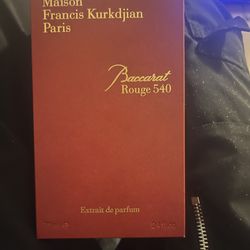 Maison
Francis Kurkdjian
Paris
Baccarat
Rouge 540
Extrait de parfum